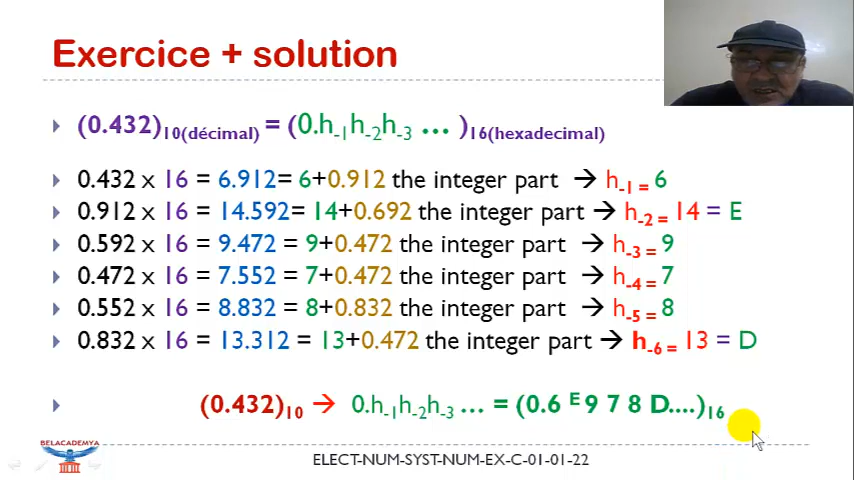 Exercice + solution
(0.432)10(décimal) = (0.h-1h-2h-3 … )16(hexadecimal)
0.432 x 16 = 6.912= 6+0.912 the integer part → h-1 = 6
0.912 x 16 = 14.592= 14+0.692 the integer part → h-2 = 14 = E
0.592 x 16 = 9.472 = 9+0.472 the integer part → h-3 = 9
0.472 x 16 = 7.552 = 7+0.472 the integer part → h-4 = 7
0.552 x 16 = 8.832 = 8+0.832 the integer part → h-5 = 8
0.832 x 16 = 13.312 = 13+0.472 the integer part → h-6 = 13 = D
(0.432)10 → 0.h-1h-2h-3 … = (0.6 E 9 7 8 D....)16
BELACADEMYA
ELECT-NUM-SYST-NUM-EX-C-01-01-22